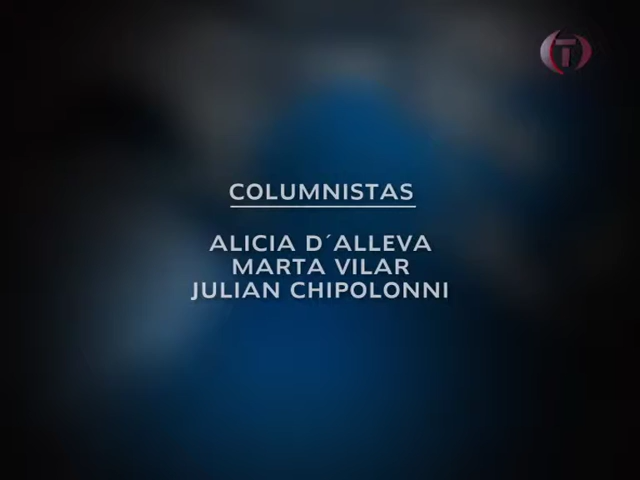 T
COLUMNISTAS
ALICIA D´ALLEVA
MARTA VILAR
JULIAN CHIPOLONNI